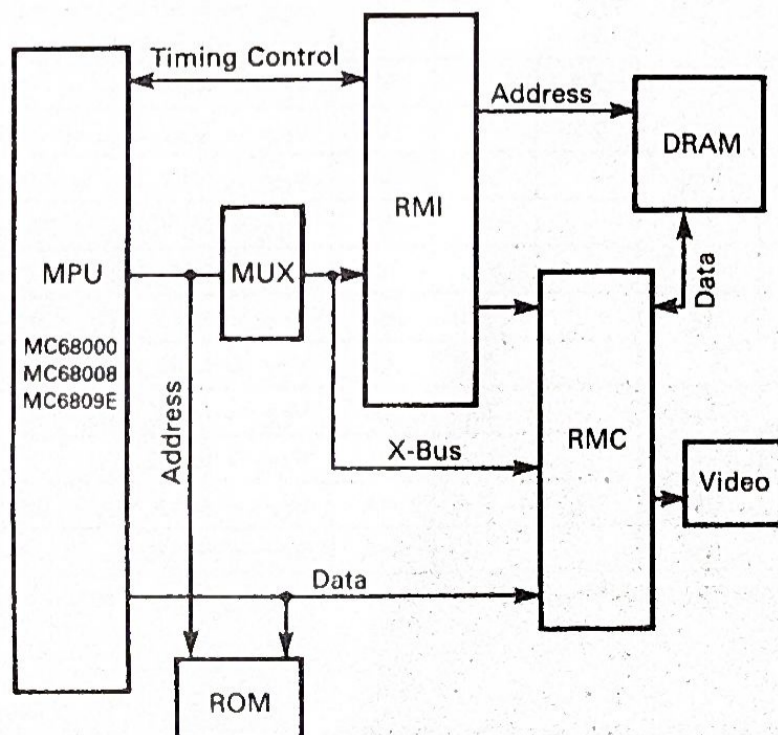 Timing Control
RMI
Address
DRAM
MPU
MC68000
MC68008
MC6809E
MUX
Data
Address
X-Bus
RMC
Video
Data
ROM